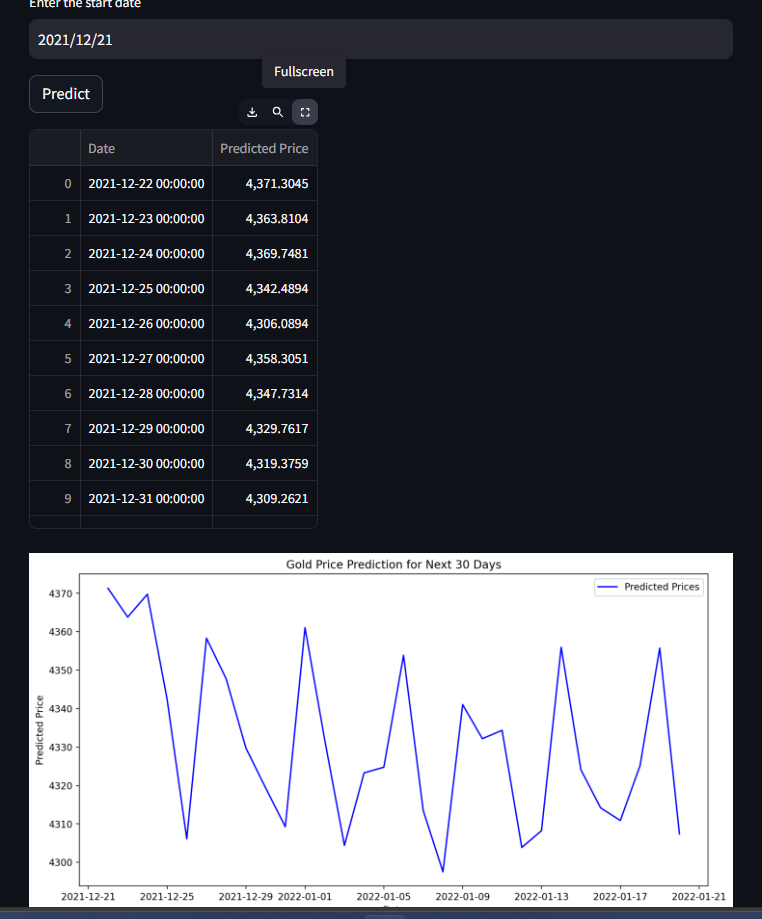 Enter the start date
2021/12/21
Fullscreen
Predict
Date Predicted Price
0 2021-12-22 00:00:00 4,371.3045
1 2021-12-23 00:00:00 4,363.8104
2 2021-12-24 00:00:00 4,369.7481
3 2021-12-25 00:00:00 4,342.4894
4 2021-12-26 00:00:00 4,306.0894
5 2021-12-27 00:00:00 4,358.3051
6 2021-12-28 00:00:00 4,347.7314
7 2021-12-29 00:00:00 4,329.7617
8 2021-12-30 00:00:00 4,319.3759
9 2021-12-31 00:00:00 4,309.2621
Gold Price Prediction for Next 30 Days
Predicted Prices
4370
4360
4350
4340
4330
4320
4310
4300
Predicted Price
2021-12-21 2021-12-25 2021-12-29 2022-01-01 2022-01-05 2022-01-09 2022-01-13 2022-01-17 2022-01-21